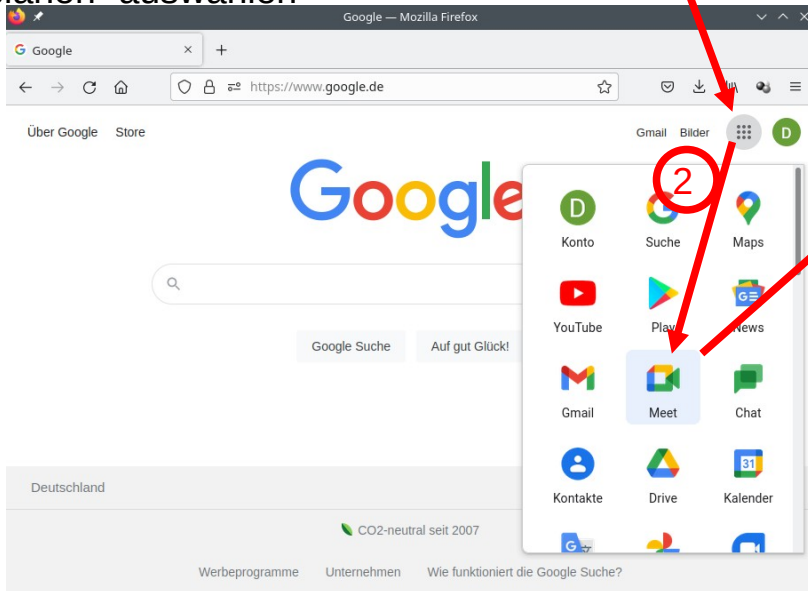 auswählen
Google — Mozilla Firefox
Google
https://www.google.de
Über Google Store Gmail Bilder D
Google
2
D
Konto Suche Maps
YouTube Play News
Google Suche Auf gut Glück!
Gmail Meet Chat
31
Kontakte Drive Kalender
Deutschland
CO2-neutral seit 2007
Werbeprogramme Unternehmen Wie funktioniert die Google Suche?